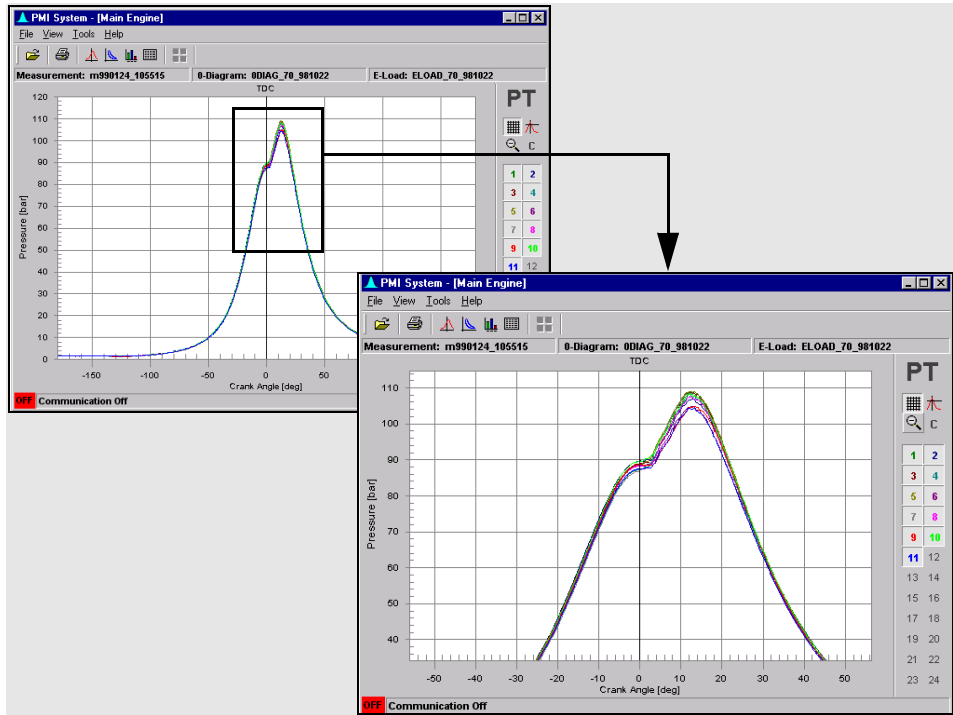 PMI System - [Main Engine]
File View Tools Help
Measurement: m990124_105515 0-Diagram: 0DIAG_70_981022 E-Load: ELOAD_70_981022
TDC
PT
C
120
110
100
90
80
70
60
50
40
30
20
10
0
Pressure [bar]
-150 -100 -50 0 50
Crank Angle [deg]
1 2
3 4
5 6
7 8
9 10
11 12
OFF Communication Off
PMI System - [Main Engine]
File View Tools Help
Measurement: m990124_105515 0-Diagram: 0DIAG_70_981022 E-Load: ELOAD_70_981022
TDC
PT
C
110
100
90
80
70
60
50
40
Pressure [bar]
-50 -40 -30 -20 -10 0 10 20 30 40 50
Crank Angle [deg]
1 2
3 4
5 6
7 8
9 10
11 12
13 14
15 16
17 18
19 20
21 22
23 24
OFF Communication Off